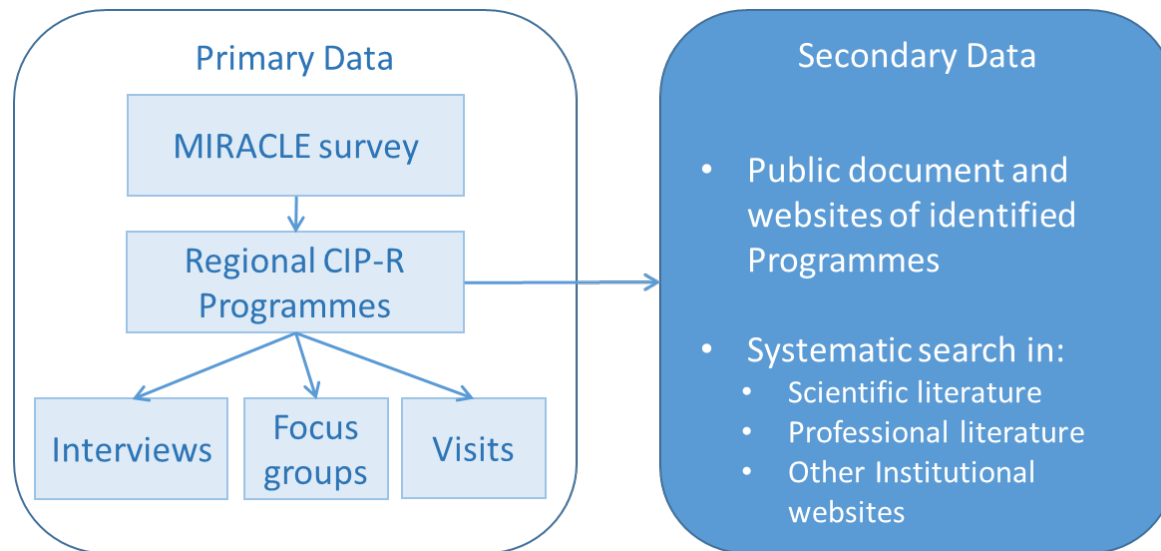 Primary Data
MIRACLE survey
Regional CIP-R
Programmes
Interviews
Focus
groups
Visits
Secondary Data
• Public document and
websites of identified
Programmes
• Systematic search in:
• Scientific literature
• Professional literature
• Other Institutional
websites